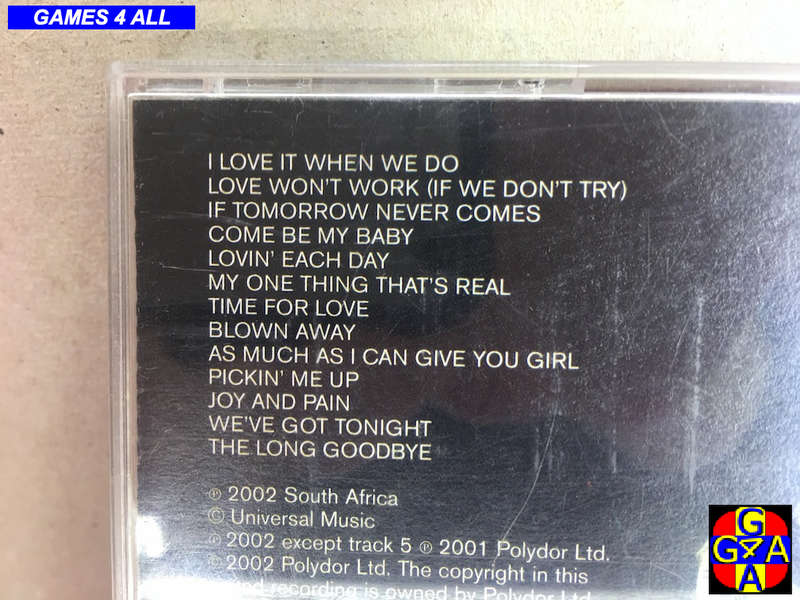 GAMES 4 ALL
I LOVE IT WHEN WE DO
LOVE WON'T WORK (IF WE DON'T TRY)
IF TOMORROW NEVER COMES
COME BE MY BABY
LOVIN' EACH DAY
MY ONE THING THAT'S REAL
TIME FOR LOVE
BLOWN AWAY
AS MUCH AS I CAN GIVE YOU GIRL
PICKIN' ME UP
JOY AND PAIN
WE'VE GOT TONIGHT
THE LONG GOODBYE
℗ 2002 South Africa
© Universal Music
℗ 2002 except track 5 ℗ 2001 Polydor Ltd.
© 2002 Polydor Ltd. The copyright in this
recording is owned by Polydor Ltd
G
G4A
A